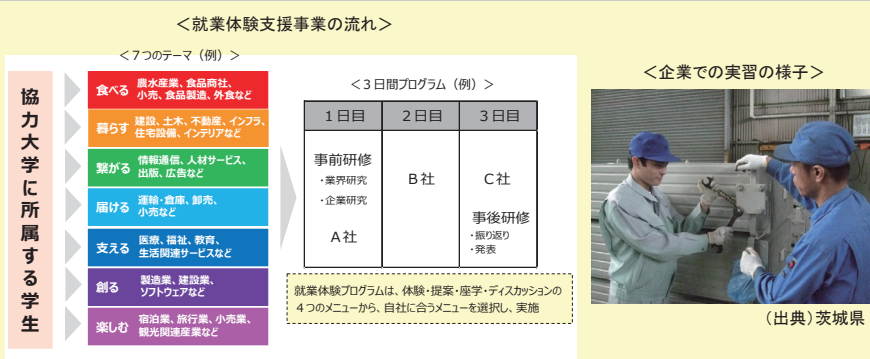 <就業体験支援事業の流れ>
協力大学に所属する学生
<7つのテーマ(例)>
食べる 農水産業、食品商社、
小売、食品製造、外食など
暮らす 建設、土木、不動産、インフラ、
住宅設備、インテリアなど
繋がる 情報通信、人材サービス、
出版、広告など
届ける 運輸・倉庫、卸売、
小売など
支える 医療、福祉、教育、
生活関連サービスなど
創る 製造業、建設業、
ソフトウェアなど
楽しむ 宿泊業、旅行業、小売業、
観光関連産業など
<3日間プログラム(例)>
1日目 2日目 3日目
事前研修
・業界研究
・企業研究
A社
B社
C社
事後研修
・振り返り
・発表
就業体験プログラムは、体験・提案・座学・ディスカッションの
4つのメニューから、自社に合うメニューを選択し、実施
<企業での実習の様子>
(出典)茨城県